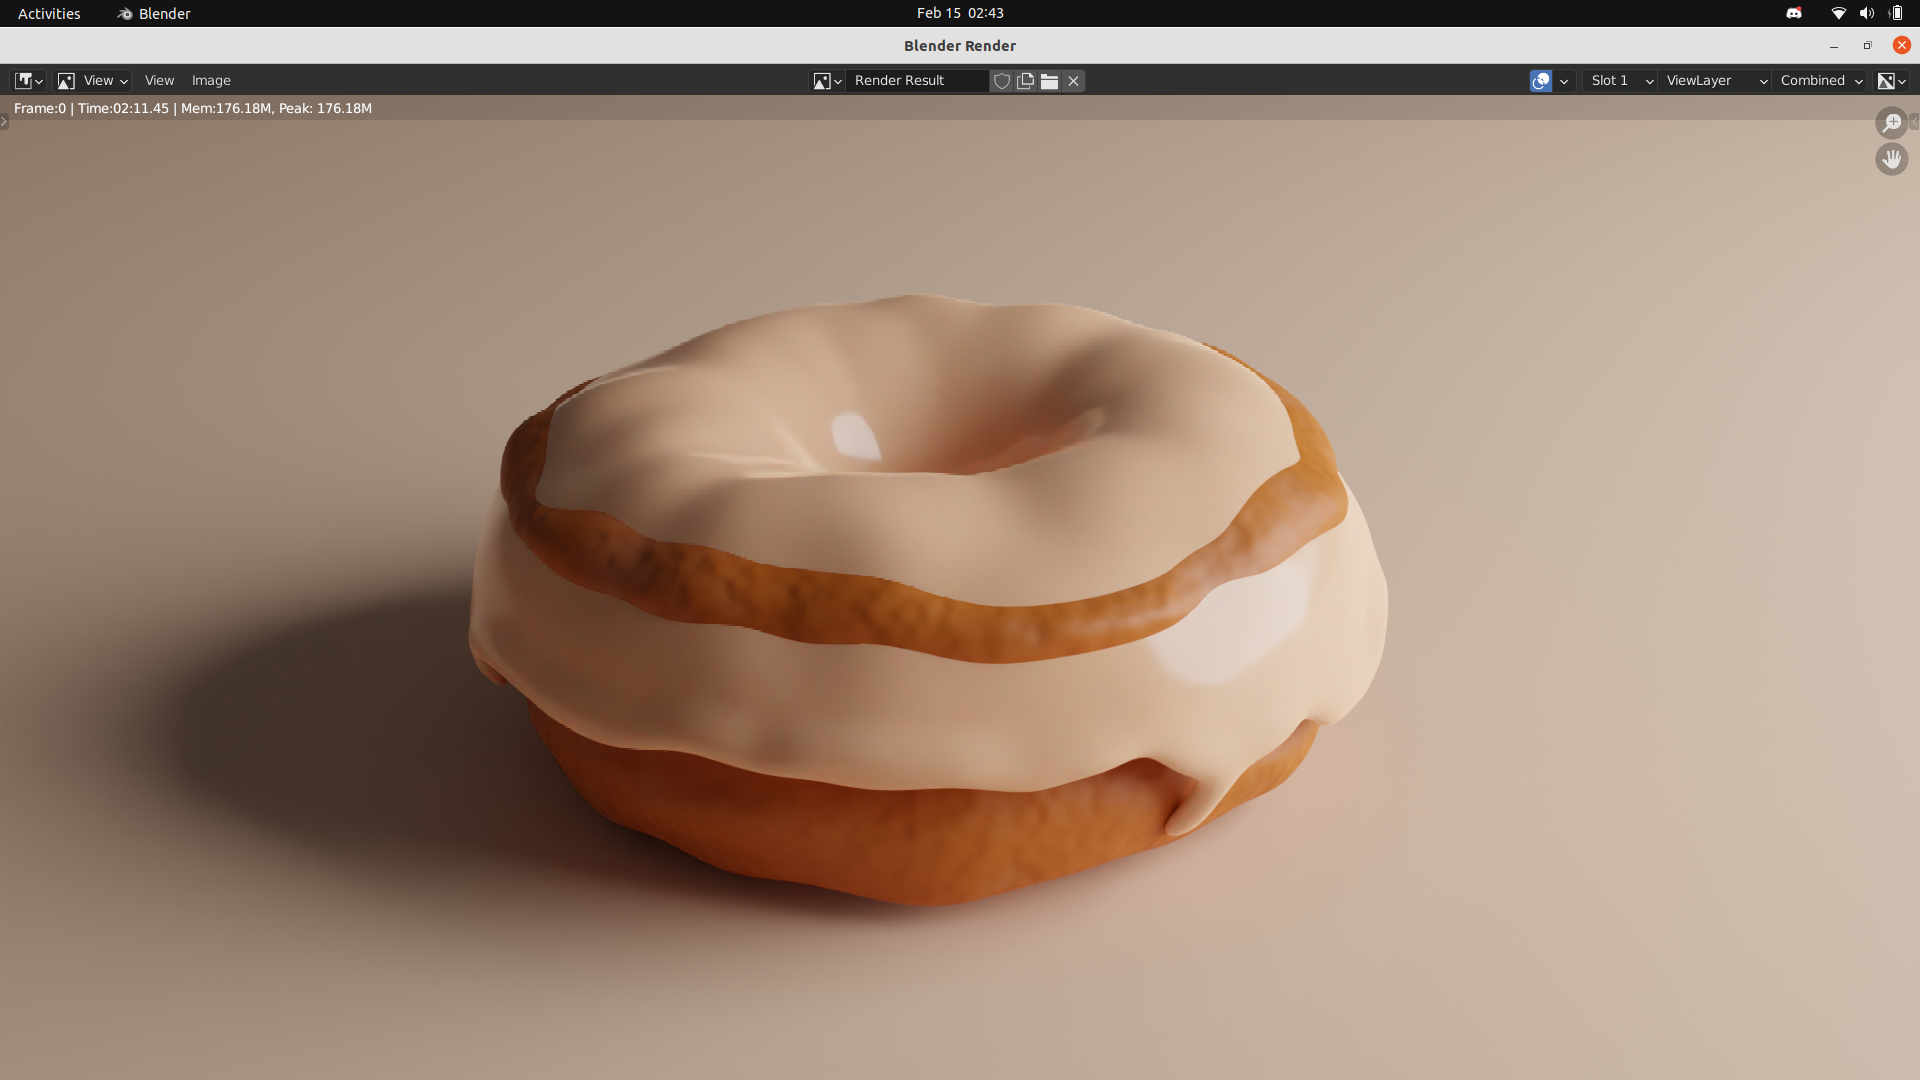 Activities Blender Feb 15 02:43
Blender Render
View View Image Render Result Slot 1 ViewLayer Combined
Frame:0 | Time:02:11.45 | Mem:176.18M, Peak: 176.18M